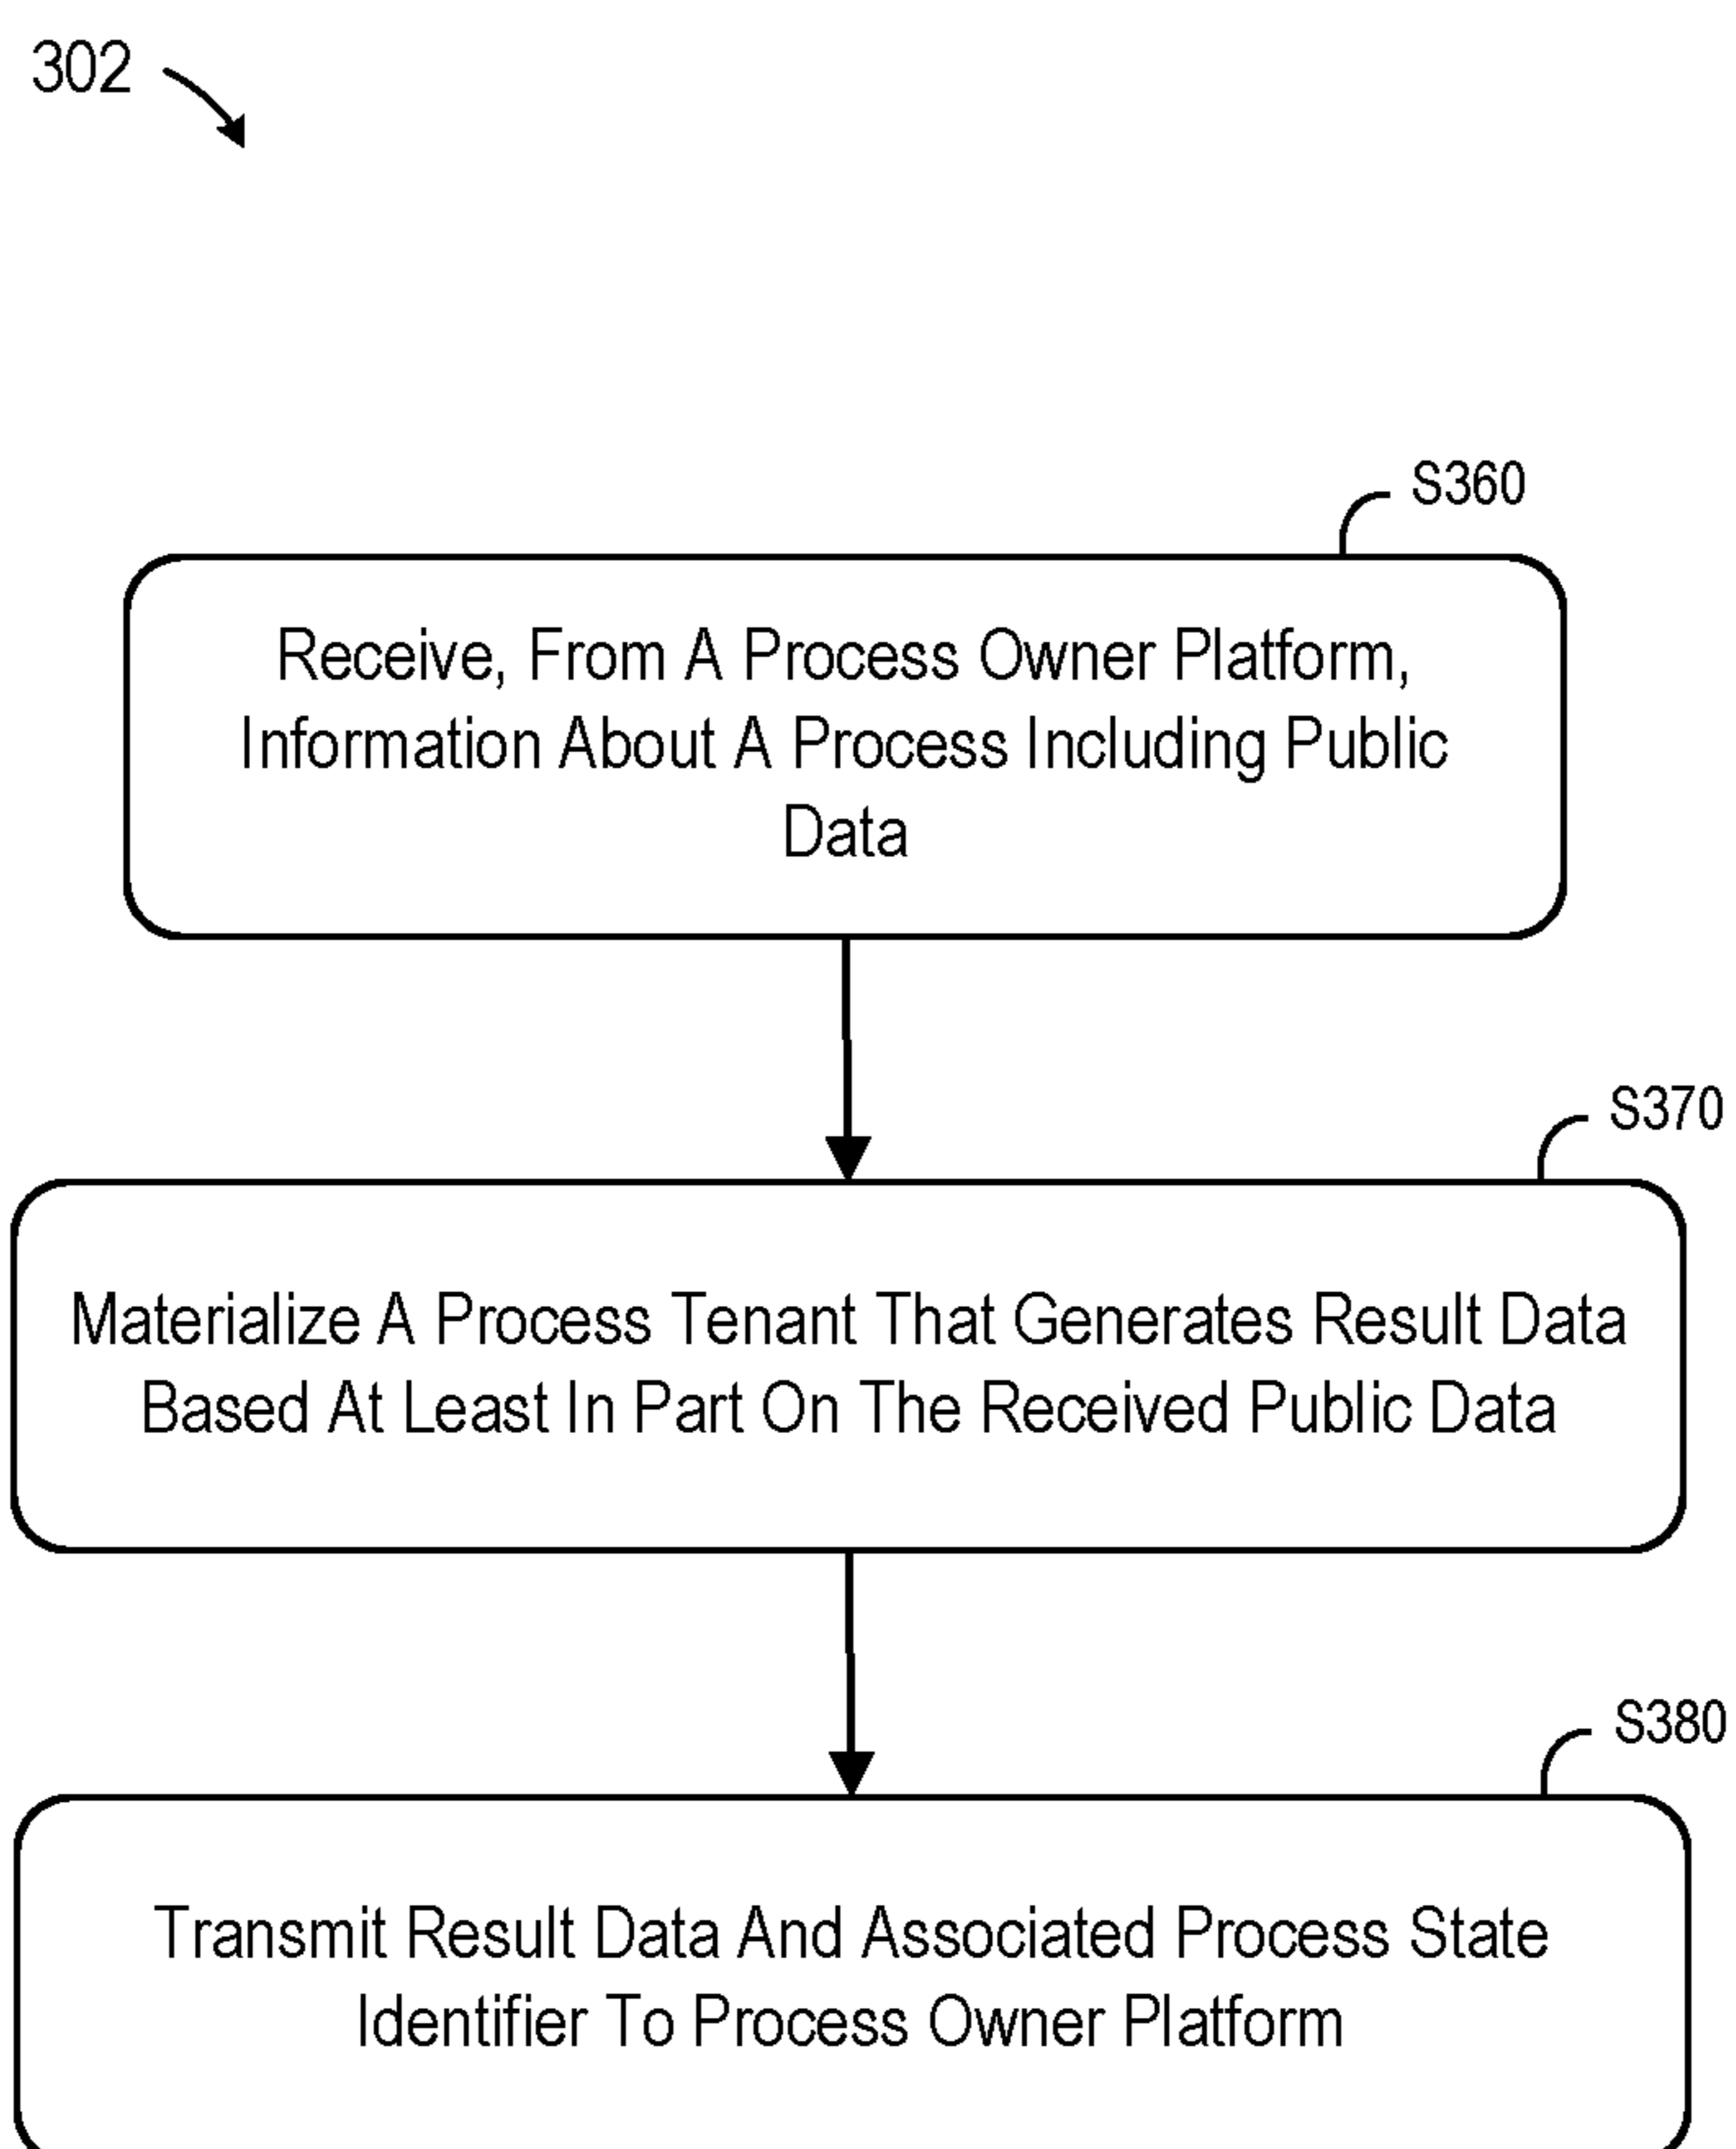 302
S360
Receive, From A Process Owner Platform,
Information About A Process Including Public
Data
S370
Materialize A Process Tenant That Generates Result Data
Based At Least In Part On The Received Public Data
S380
Transmit Result Data And Associated Process State
Identifier To Process Owner Platform